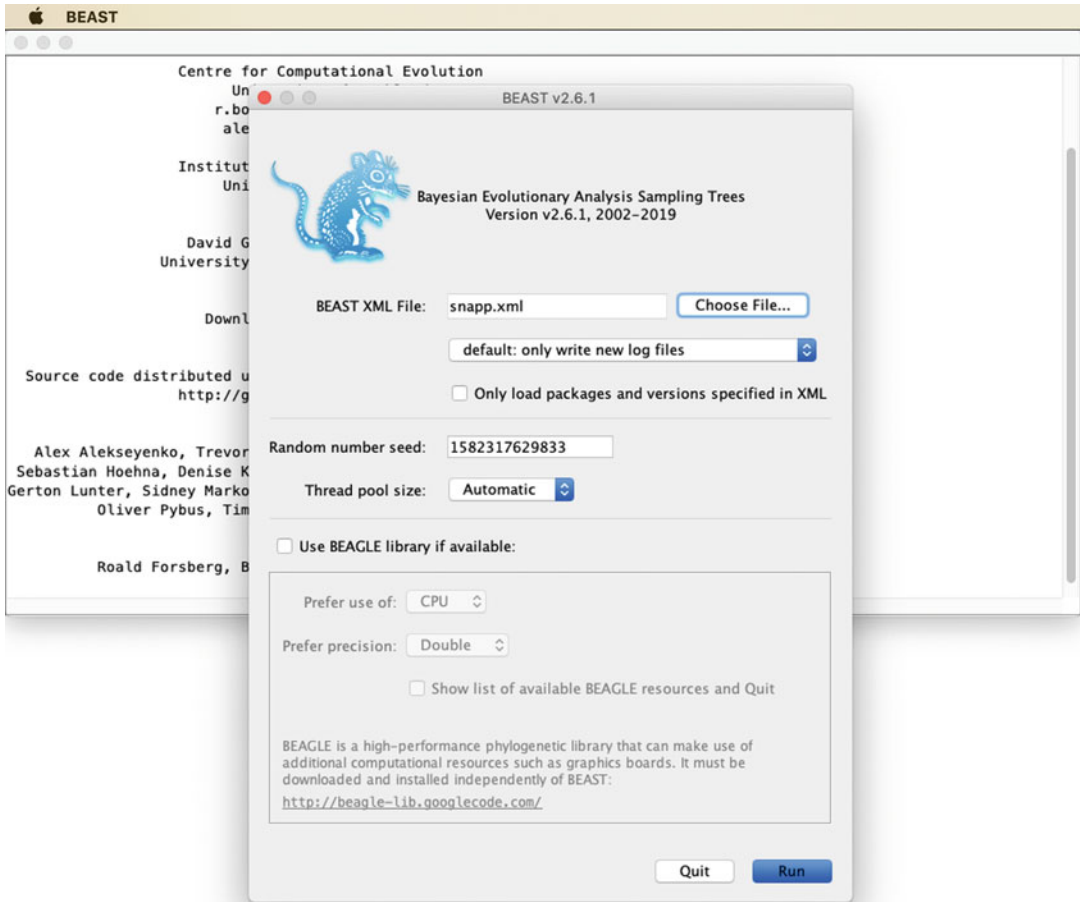 BEAST
Centre for Computational Evolution
Un
r.bo
ale
Institut
Uni
David G
University
Downl
Source code distributed u
http://g
Alex Alekseyenko, Trevor
Sebastian Hoehna, Denise K
Gerton Lunter, Sidney Marko
Oliver Pybus, Tim
Roald Forsberg, B
BEAST v2.6.1
Bayesian Evolutionary Analysis Sampling Trees
Version v2.6.1, 2002–2019
BEAST XML File: snapp.xml Choose File...
default: only write new log files
Only load packages and versions specified in XML
Random number seed: 1582317629833
Thread pool size: Automatic
Use BEAGLE library if available:
Prefer use of: CPU
Prefer precision: Double
Show list of available BEAGLE resources and Quit
BEAGLE is a high-performance phylogenetic library that can make use of
additional computational resources such as graphics boards. It must be
downloaded and installed independently of BEAST:
http://beagle-lib.googlecode.com/
Quit Run